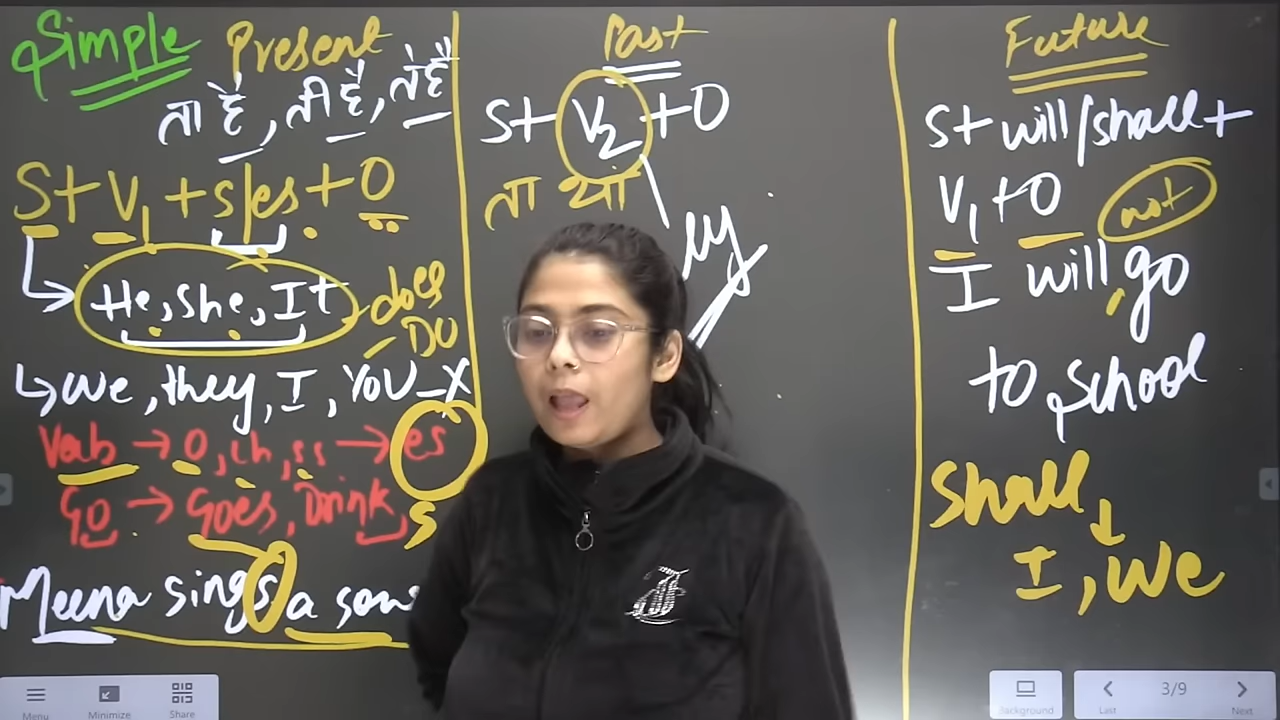 Simple Present
ता है, ती है, ते हैं
S + V1 + s/es + O
He, She, It does
DO
↳ We, they, I, YoU - X
Verb → O, ch, ss → es
Go → Goes, Drink, s
Meena sings a song
Past
S + V2 + O
ता था
Future
S + will/shall +
V1 + O not
I will go
to School
Shall
I, We
Menu
Minimize
Share
Background
Last
3/9
Next